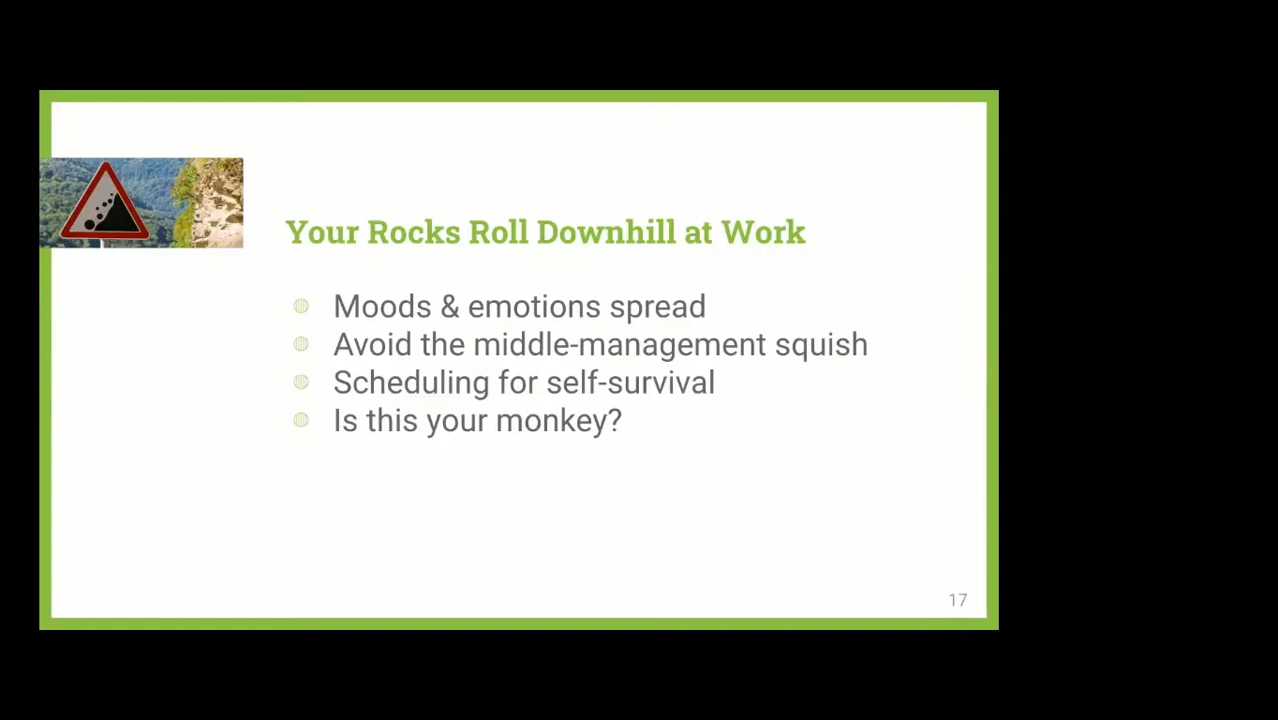 Your Rocks Roll Downhill at Work
Moods & emotions spread
Avoid the middle-management squish
Scheduling for self-survival
Is this your monkey?
17